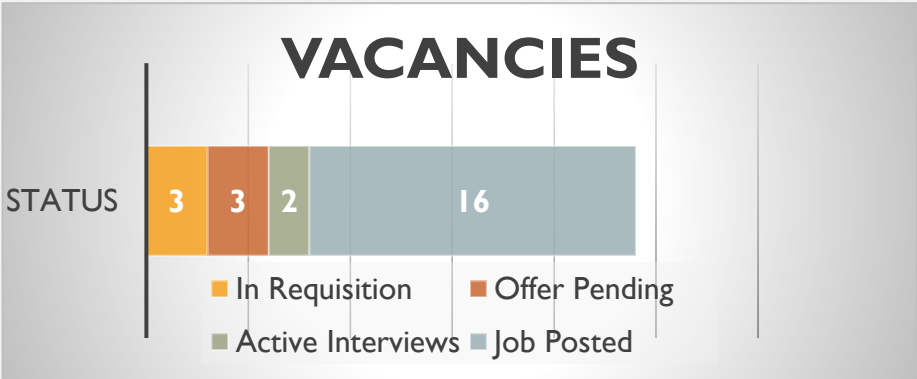 VACANCIES
STATUS 3 3 2 16
In Requisition Offer Pending
Active Interviews Job Posted